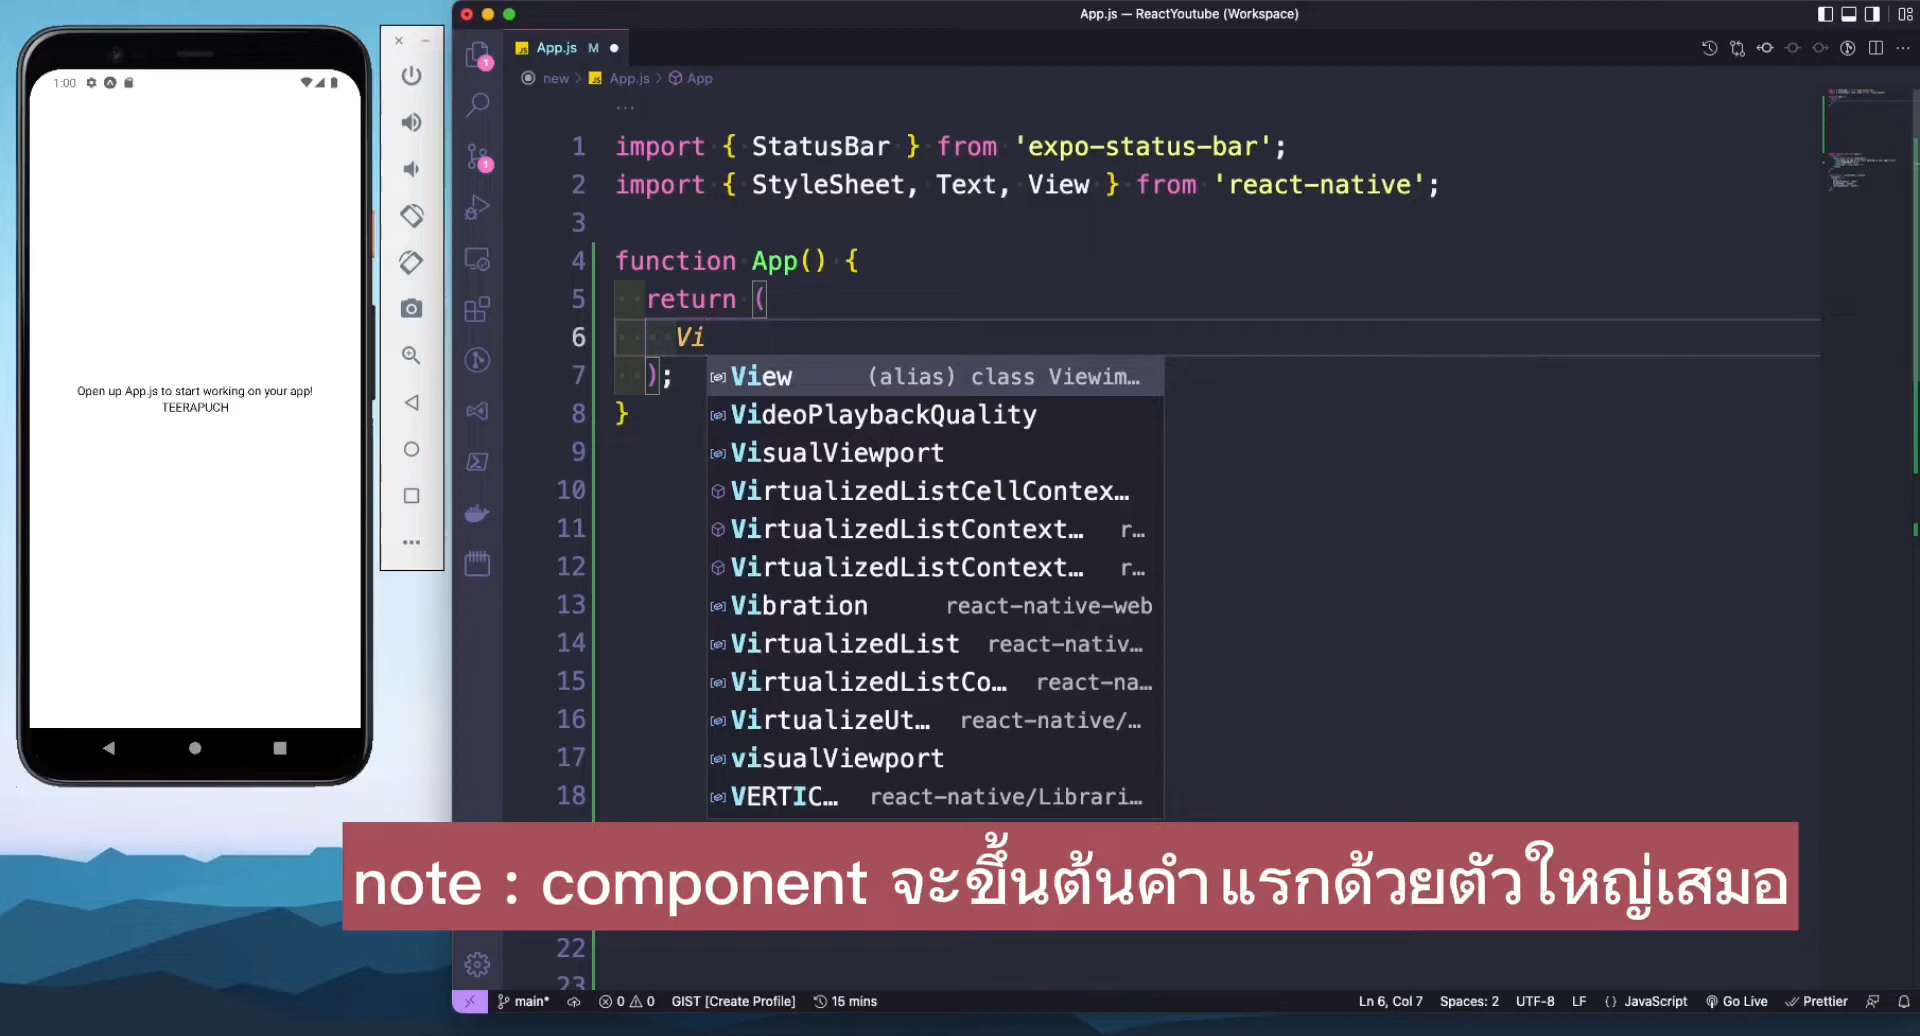 1:00
Open up App.js to start working on your app!
TEERAPUCH
App.js — ReactYoutube (Workspace)
JS App.js M
new > JS App.js > App
...
1 import { StatusBar } from 'expo-status-bar';
2 import { StyleSheet, Text, View } from 'react-native';
3
4 function App() {
5 return (
6 Vi
7 );
8 }
9
10
11
12
13
14
15
16
17
18
22
23
View (alias) class Viewim…
VideoPlaybackQuality
VisualViewport
VirtualizedListCellContex…
VirtualizedListContext… r…
VirtualizedListContext… r…
Vibration react-native-web
VirtualizedList react-nativ…
VirtualizedListCo… react-na…
VirtualizeUt… react-native/…
visualViewport
VERTIC… react-native/Librari…
note : component จะขึ้นต้นคำแรกด้วยตัวใหญ่เสมอ
1
1
main* 0 0 GIST [Create Profile] 15 mins Ln 6, Col 7 Spaces: 2 UTF-8 LF {} JavaScript Go Live Prettier